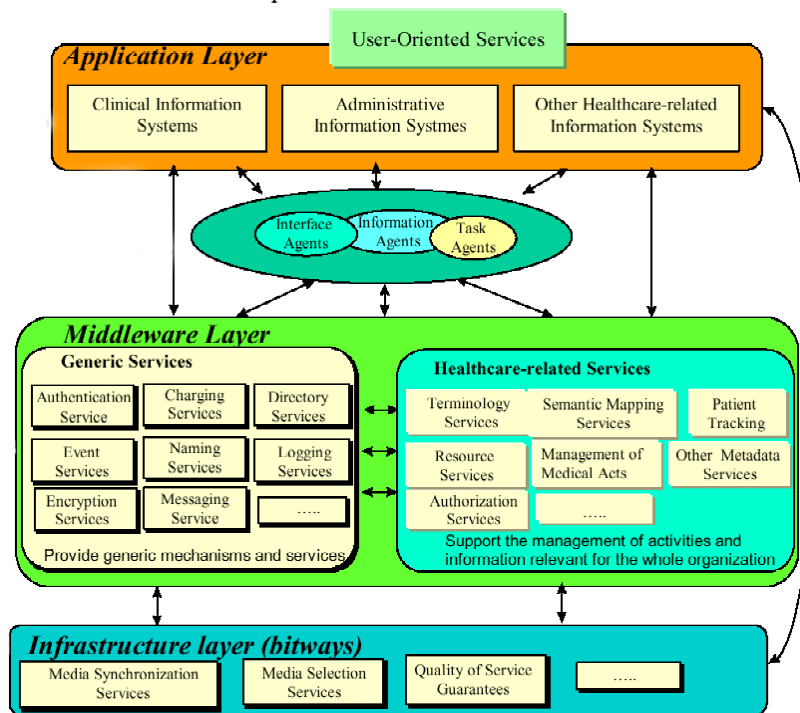 User-Oriented Services
Application Layer
Clinical Information
Systems
Administrative
Information Systmes
Other Healthcare-related
Information Systems
Interface
Agents
Information
Agents
Task
Agents
Middleware Layer
Generic Services
Authentication
Service
Charging
Services
Directory
Services
Event
Services
Naming
Services
Logging
Services
Encryption
Services
Messaging
Service
…..
Provide generic mechanisms and services
Healthcare-related Services
Terminology
Services
Semantic Mapping
Services
Patient
Tracking
Resource
Services
Management of
Medical Acts
Other Metadata
Services
Authorization
Services
…..
Support the management of activities and
information relevant for the whole organization
Infrastructure layer (bitways)
Media Synchronization
Services
Media Selection
Services
Quality of Service
Guarantees
…..